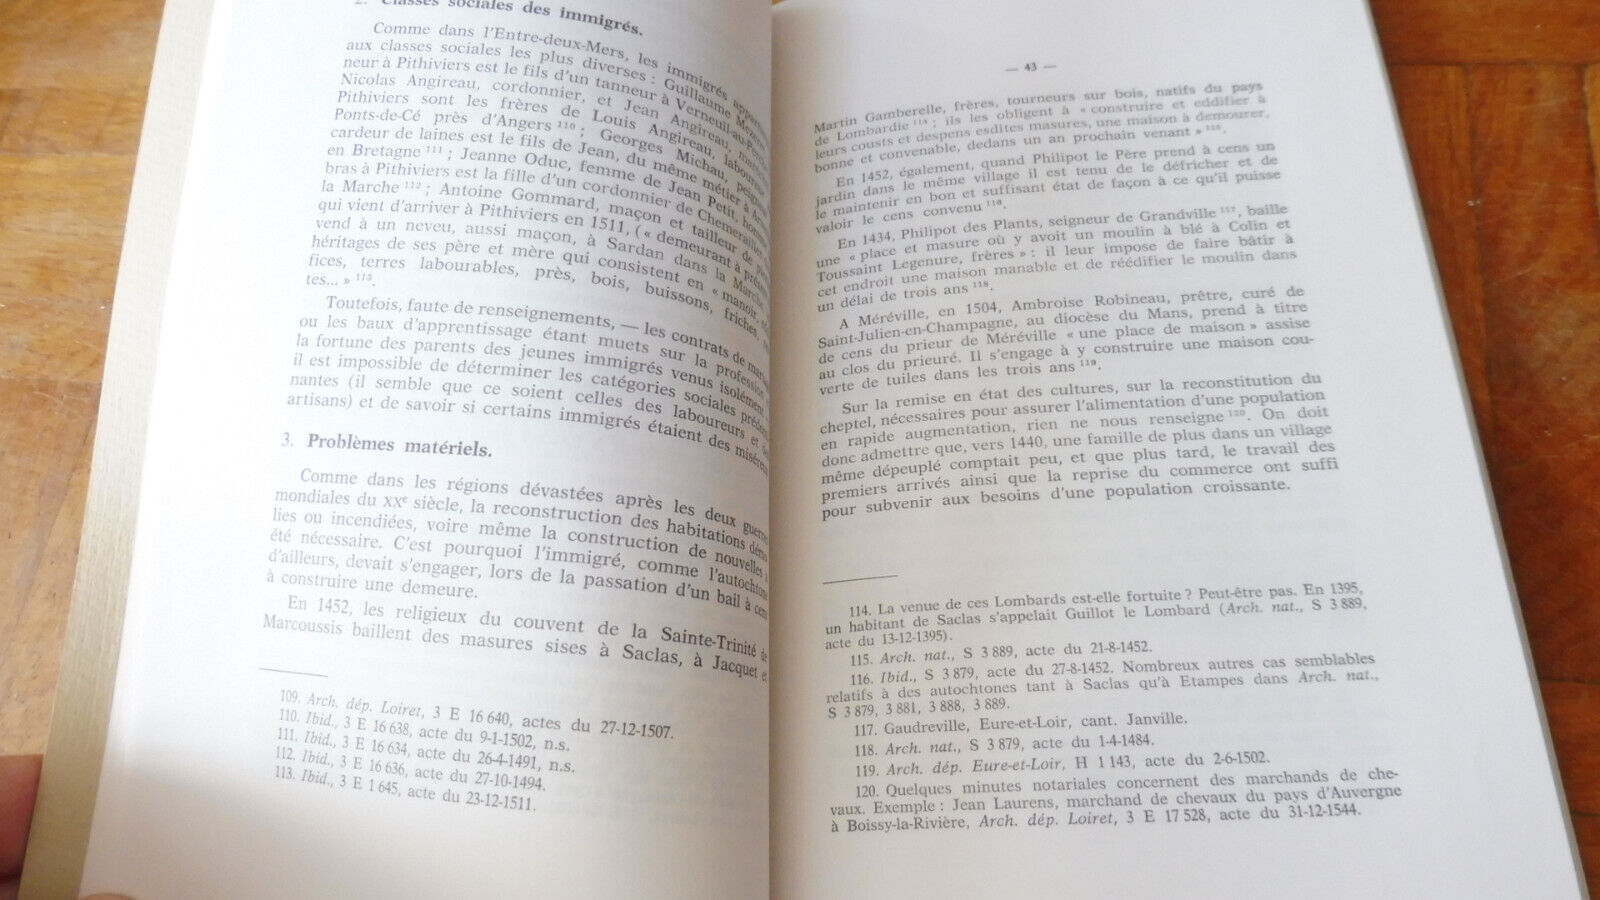 2. Classes sociales des immigrés.
Comme dans l'Entre-deux-Mers, les immigrés
aux classes sociales les plus diverses : Guillaume
neur à Pithiviers est le fils d'un tanneur à Verneuil-au-Perche
Nicolas Angireau, cordonnier, et Jean Angireau,
Pithiviers sont les frères de Louis Angireau, laboureur
Ponts-de-Cé près d'Angers 110 ; Georges Michau, peigneur
cardeur de laines est le fils de Jean, du même métier à
en Bretagne 111 ; Jeanne Oduc, femme de Jean Petit,
bras à Pithiviers est la fille d'un cordonnier de
la Marche 112 ; Antoine Gommard, maçon et tailleur de
qui vient d'arriver à Pithiviers en 1511, (« demeurant à
vend à un neveu, aussi maçon, à Sardan dans la Marche
héritages de ses père et mère qui consistent en « manoir,
fices, terres labourables, près, bois, buissons, friches,
tes... » 113.
Toutefois, faute de renseignements, — les contrats de
ou les baux d'apprentissage étant muets sur la profession
la fortune des parents des jeunes immigrés venus isolément
il est impossible de déterminer les catégories sociales
nantes (il semble que ce soient celles des laboureurs et
artisans) et de savoir si certains immigrés étaient des
3. Problèmes matériels.
Comme dans les régions dévastées après les deux guerres
mondiales du XXe siècle, la reconstruction des habitations démo-
lies ou incendiées, voire même la construction de nouvelles a
été nécessaire. C'est pourquoi l'immigré, comme l'autochtone
d'ailleurs, devait s'engager, lors de la passation d'un bail à cens
à construire une demeure.
En 1452, les religieux du couvent de la Sainte-Trinité de
Marcoussis baillent des masures sises à Saclas, à Jacquet et
109. Arch. dép. Loiret, 3 E 16 640, actes du 27-12-1507.
110. Ibid., 3 E 16 638, acte du 9-1-1502, n.s.
111. Ibid., 3 E 16 634, acte du 26-4-1491, n.s.
112. Ibid., 3 E 16 636, acte du 27-10-1494.
113. Ibid., 3 E 1 645, acte du 23-12-1511.
— 43 —
Martin Gamberelle, frères, tourneurs sur bois, natifs du pays
de Lombardie 114 ; ils les obligent à « construire et eddifier à
leurs cousts et despens esdites masures, une maison à demourer,
bonne et convenable, dedans un an prochain venant » 115.
En 1452, également, quand Philipot le Père prend à cens un
jardin dans le même village il est tenu de le défricher et de
le maintenir en bon et suffisant état de façon à ce qu'il puisse
valoir le cens convenu 116.
En 1434, Philipot des Plants, seigneur de Grandville 117, baille
une « place et masure où y avoit un moulin à blé à Colin et
Toussaint Legenure, frères » : il leur impose de faire bâtir à
cet endroit une maison manable et de réédifier le moulin dans
un délai de trois ans 118.
A Méréville, en 1504, Ambroise Robineau, prêtre, curé de
Saint-Julien-en-Champagne, au diocèse du Mans, prend à titre
de cens du prieur de Méréville « une place de maison » assise
au clos du prieuré. Il s'engage à y construire une maison cou-
verte de tuiles dans les trois ans 119.
Sur la remise en état des cultures, sur la reconstitution du
cheptel, nécessaires pour assurer l'alimentation d'une population
en rapide augmentation, rien ne nous renseigne 120. On doit
donc admettre que, vers 1440, une famille de plus dans un village
même dépeuplé comptait peu, et que plus tard, le travail des
premiers arrivés ainsi que la reprise du commerce ont suffi
pour subvenir aux besoins d'une population croissante.
114. La venue de ces Lombards est-elle fortuite ? Peut-être pas. En 1395,
un habitant de Saclas s'appelait Guillot le Lombard (Arch. nat., S 3 889,
acte du 13-12-1395).
115. Arch. nat., S 3 889, acte du 21-8-1452.
116. Ibid., S 3 879, acte du 27-8-1452. Nombreux autres cas semblables
relatifs à des autochtones tant à Saclas qu'à Etampes dans Arch. nat.,
S 3 879, 3 881, 3 888, 3 889.
117. Gaudreville, Eure-et-Loir, cant. Janville.
118. Arch. nat., S 3 879, acte du 1-4-1484.
119. Arch. dép. Eure-et-Loir, H 1 143, acte du 2-6-1502.
120. Quelques minutes notariales concernent des marchands de che-
vaux. Exemple : Jean Laurens, marchand de chevaux du pays d'Auvergne
à Boissy-la-Rivière, Arch. dép. Loiret, 3 E 17 528, acte du 31-12-1544.